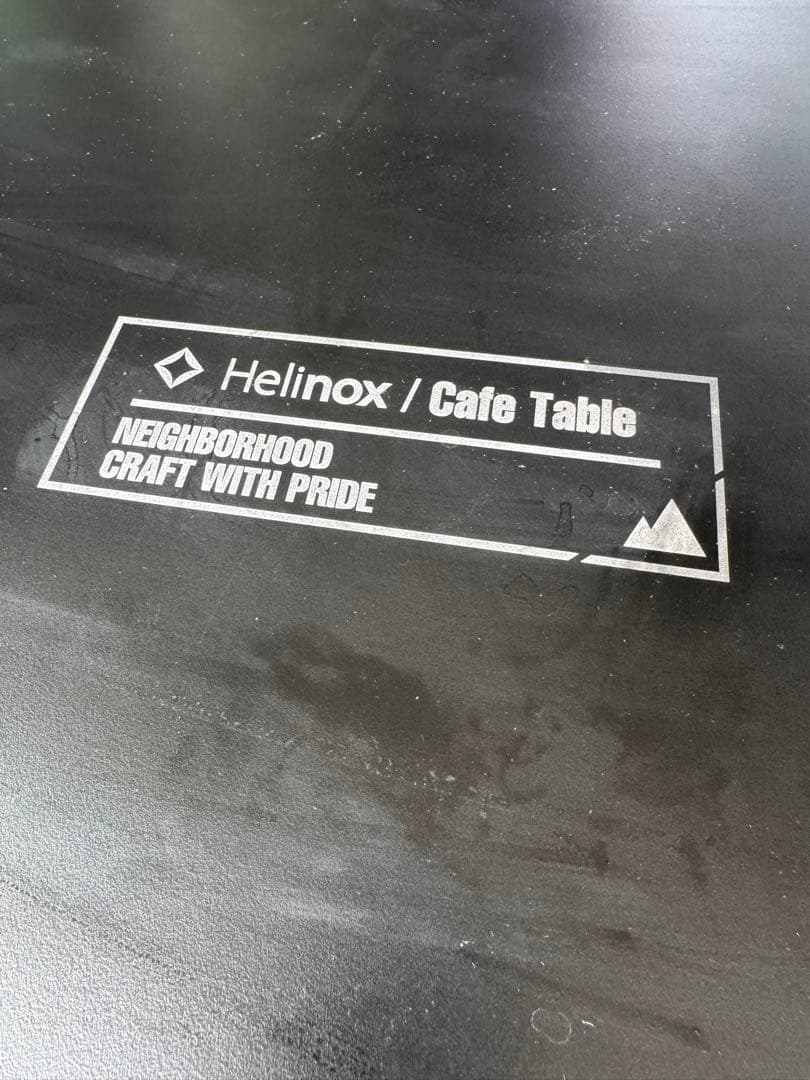 Helinox / Cafe Table
NEIGHBORHOOD
CRAFT WITH PRIDE